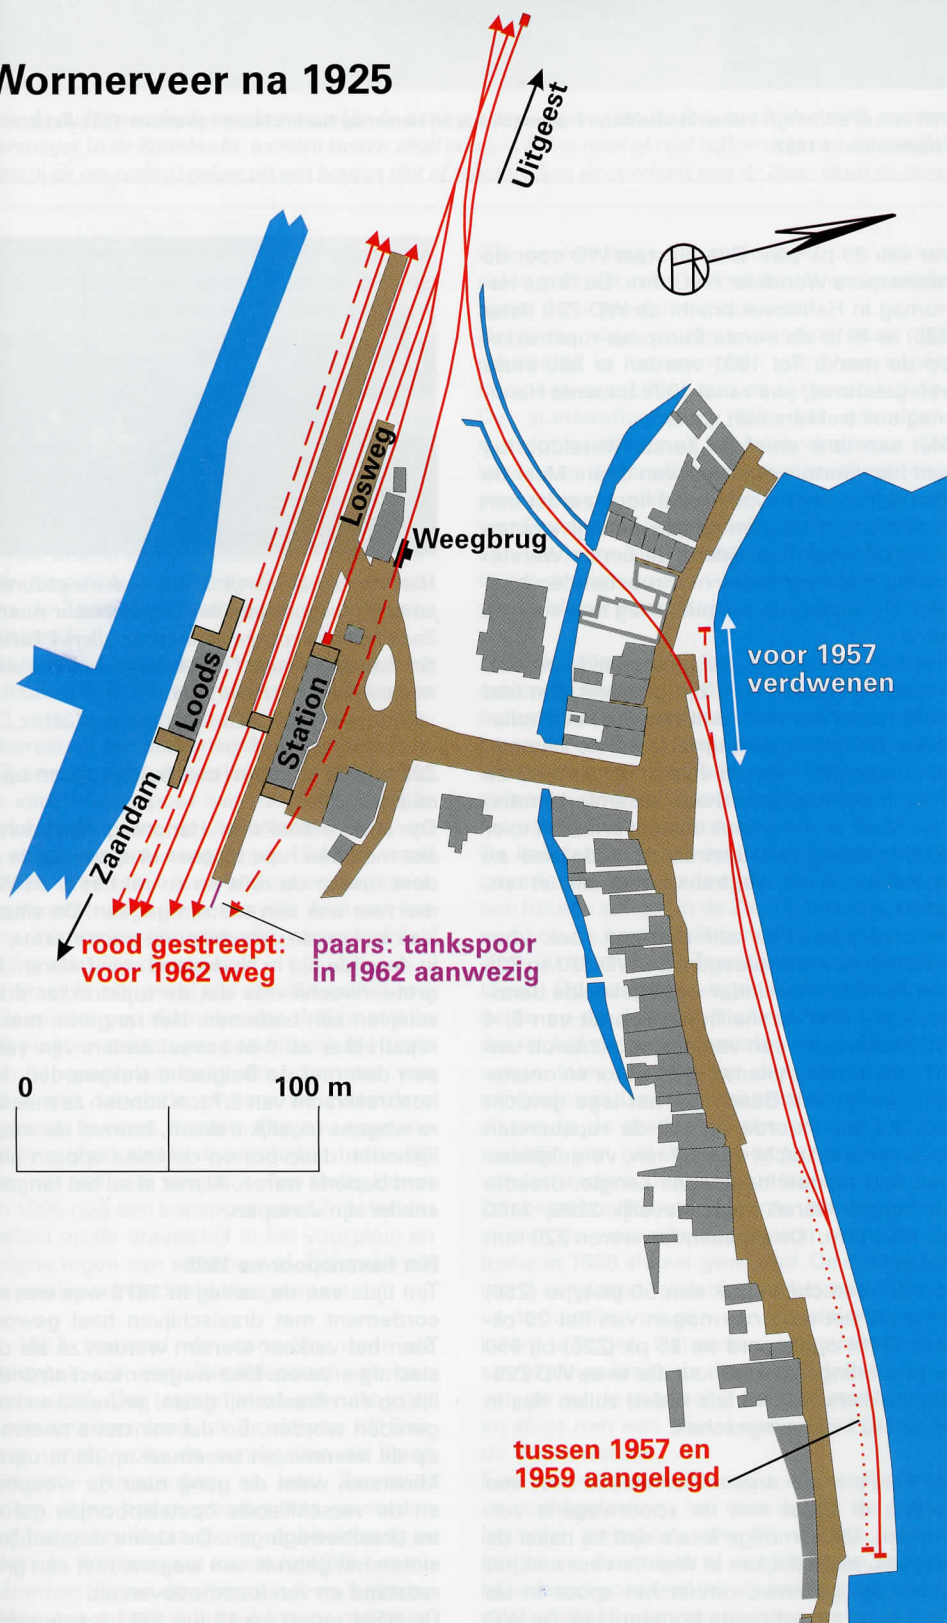 Wormerveer na 1925
Uitgeest
Losweg
Weegbrug
voor 1957
verdwenen
Loods
Station
Zaandam
rood gestreept:
voor 1962 weg
paars: tankspoor
in 1962 aanwezig
0
100 m
tussen 1957 en
1959 aangelegd